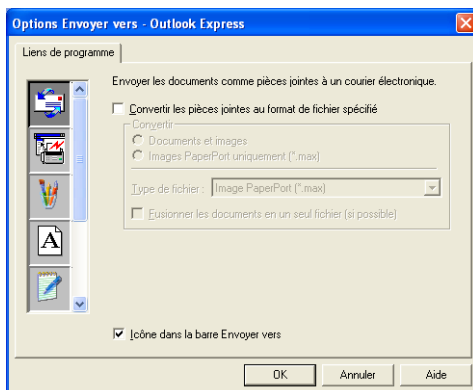 Options Envoyer vers - Outlook Express
Liens de programme
Envoyer les documents comme pièces jointes à un courier électronique.
Convertir les pièces jointes au format de fichier spécifié
Convertir
Documents et images
Images PaperPort uniquement (*.max)
Type de fichier : Image PaperPort (*.max)
Fusionner les documents en un seul fichier (si possible)
A
Icône dans la barre Envoyer vers
OK Annuler Aide